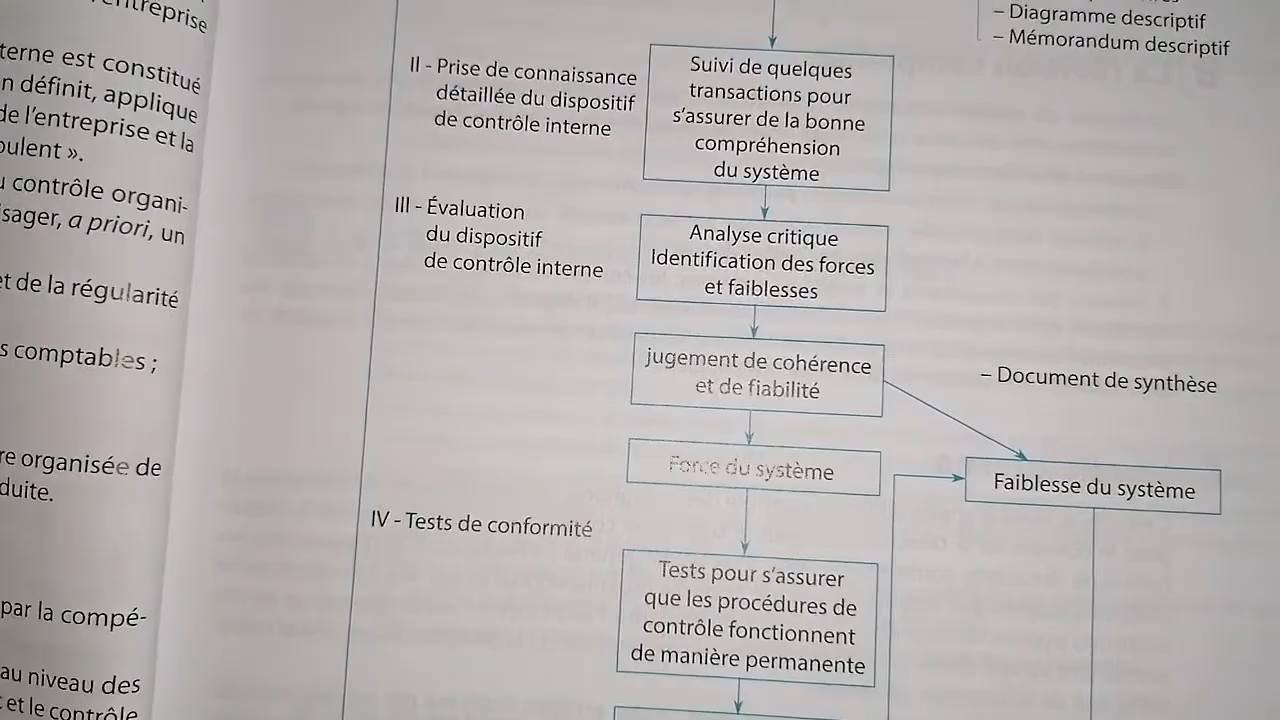 entreprise
terne est constitué
n définit, applique
de l'entreprise et la
oulent ».
u contrôle organi-
sager, a priori, un
et de la régularité
s comptables ;
re organisée de
duite.
par la compé-
au niveau des
et le contrôle
– Diagramme descriptif
– Mémorandum descriptif
II - Prise de connaissance
détaillée du dispositif
de contrôle interne
Suivi de quelques
transactions pour
s'assurer de la bonne
compréhension
du système
III - Évaluation
du dispositif
de contrôle interne
Analyse critique
Identification des forces
et faiblesses
jugement de cohérence
et de fiabilité
– Document de synthèse
Force du système
Faiblesse du système
IV - Tests de conformité
Tests pour s'assurer
que les procédures de
contrôle fonctionnent
de manière permanente